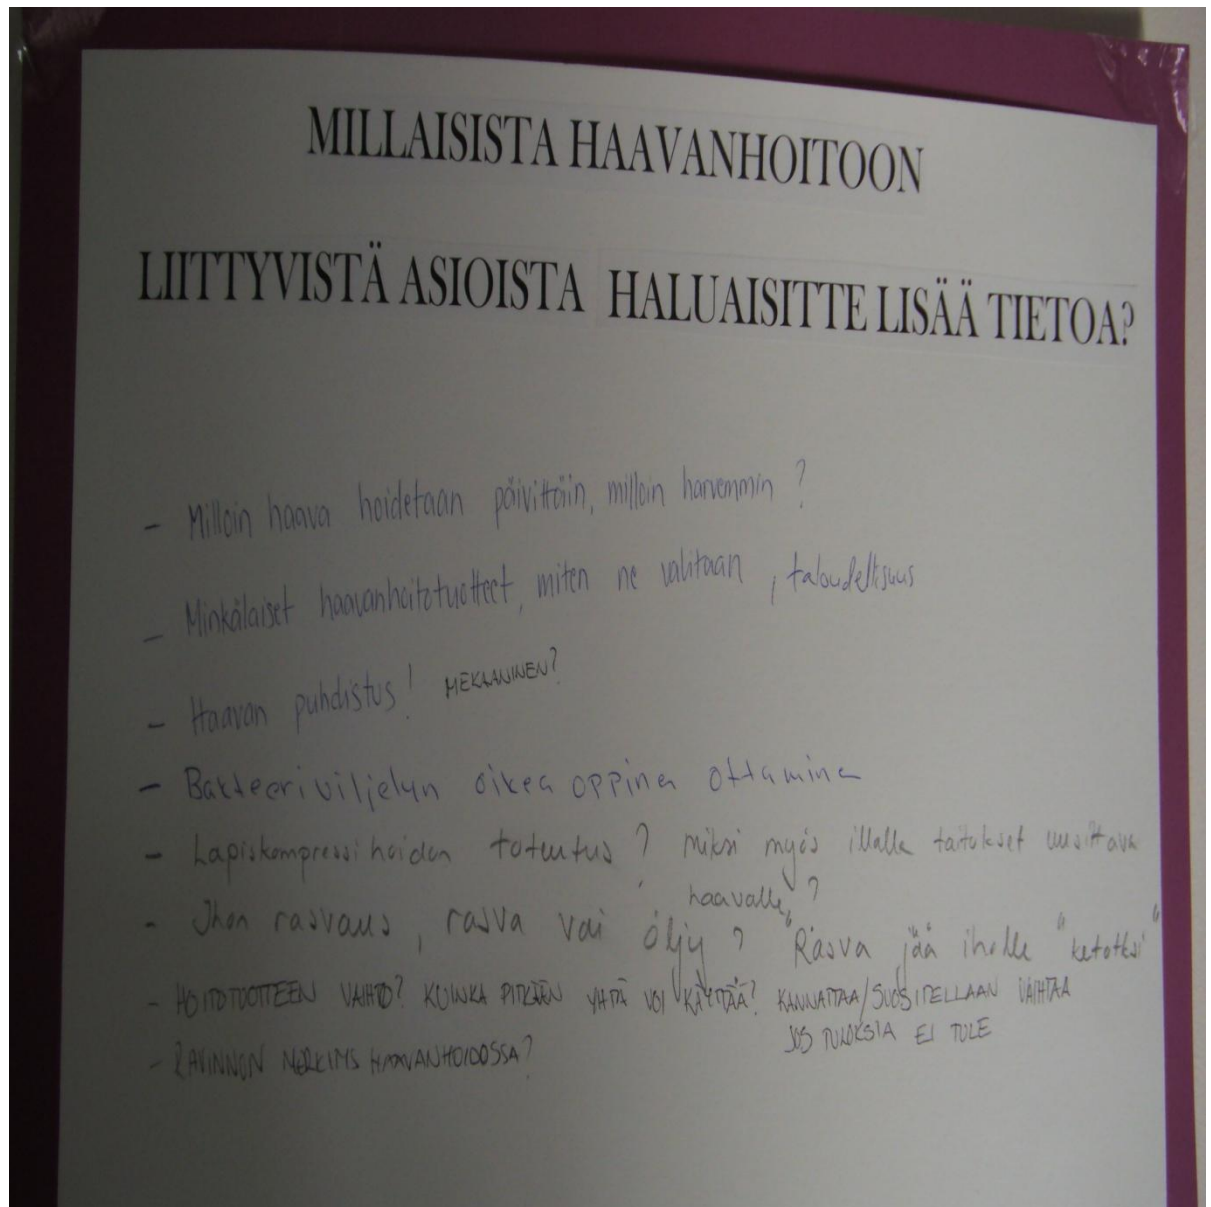 MILLAISISTA HAAVANHOITOON
LIITTYVISTÄ ASIOISTA HALUAISITTE LISÄÄ TIETOA?
- Milloin haava hoidetaan päivittäin, milloin harvemmin ?
- Minkälaiset haavanhoitotuotteet, miten ne valitaan, taloudellisuus
- Haavan puhdistus! MEKAANINEN?
- Bakteeriviljelyn oikea oppinen ottaminen
- Lapiskompressihoidon toteutus ? Miksi myös illalla taitokset uusittava
haavalle?
- Ihon rasvaus, rasva vai öljy ? "Rasva jää iholle "
- HOITOTUOTTEEN VAIHTO? KUINKA PITKÄÄN YHTÄ VOI KÄYTTÄÄ? KANNATTAA/SUOSITELLAAN VAIHTAA
JOS TULOKSIA EI TULE
- RAVINNON MERKITYS HAAVANHOIDOSSA?